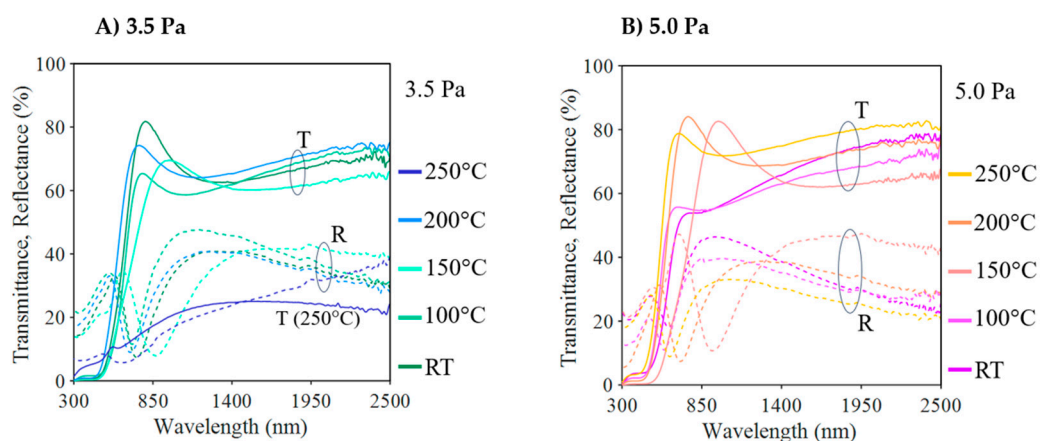 A) 3.5 Pa
Transmittance, Reflectance (%)
100
80
60
40
20
0
T
R
T (250°C)
300
850
1400
1950
2500
Wavelength (nm)
3.5 Pa
250°C
200°C
150°C
100°C
RT
B) 5.0 Pa
Transmittance, Reflectance (%)
100
80
60
40
20
0
T
R
300
850
1400
1950
2500
Wavelength (nm)
5.0 Pa
250°C
200°C
150°C
100°C
RT